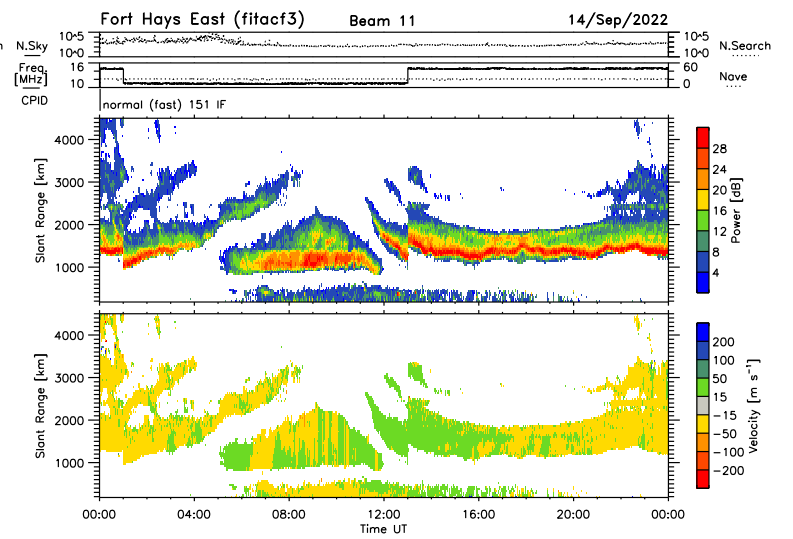 Fort Hays East (fitacf3) Beam 11 14/Sep/2022
n N.Sky 10^5 10^0 10^5 10^0 N.Search
Freq. [MHz] 16 10 60 0 Nave
CPID normal (fast) 151 IF
Slant Range [km]
4000
3000
2000
1000
28
24
20
16
12
8
4
Power [dB]
Slant Range [km]
4000
3000
2000
1000
200
100
50
15
-15
-50
-100
-200
Velocity [m s⁻¹]
00:00 04:00 08:00 12:00 16:00 20:00 00:00
Time UT